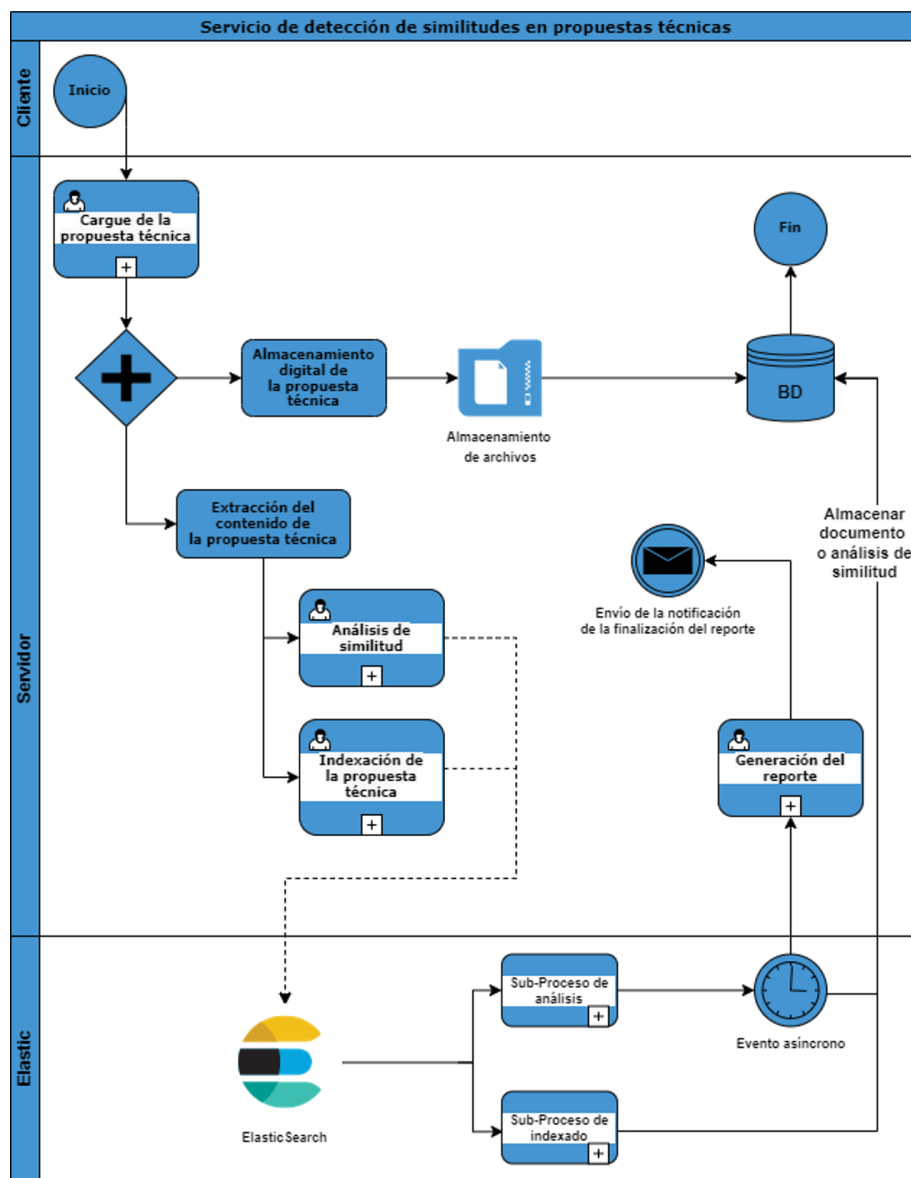 Servicio de detección de similitudes en propuestas técnicas
Cliente
Inicio
Servidor
Cargue de la
propuesta técnica
Fin
Almacenamiento
digital de
la propuesta
técnica
Almacenamiento
de archivos
BD
Extracción del
contenido de
la propuesta técnica
Almacenar
documento
o análisis de
similitud
Envío de la notificación
de la finalización del reporte
Análisis de
similitud
Indexación de
la propuesta
técnica
Generación del
reporte
Elastic
Sub-Proceso de
análisis
Evento asíncrono
ElasticSearch
Sub-Proceso de
indexado